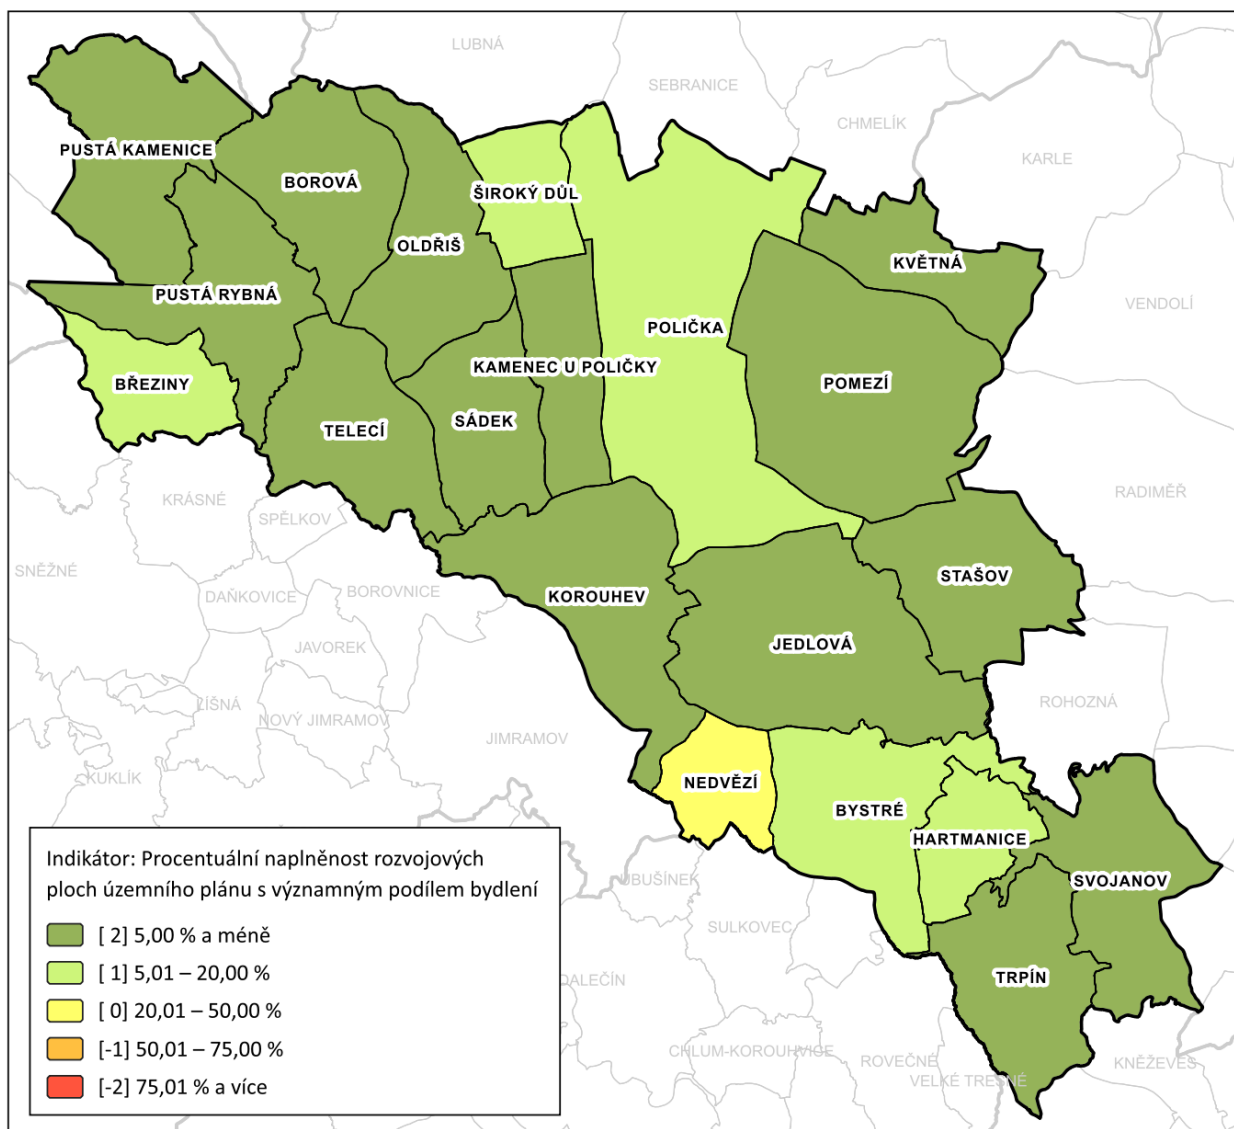 LUBNÁ
SEBRANICE
CHMELÍK
PUSTÁ KAMENICE
KARLE
BOROVÁ
ŠIROKÝ DŮL
OLDŘIŠ
KVĚTNÁ
PUSTÁ RYBNÁ
VENDOLÍ
POLIČKA
KAMENEC U POLIČKY
BŘEZINY
POMEZÍ
SÁDEK
TELECÍ
RADIMĚŘ
KRÁSNÉ
SPĚLKOV
SNĚŽNÉ
STAŠOV
BOROVNICE
DAŇKOVICE
KOROUHEV
JEDLOVÁ
JAVOREK
LÍŠNÁ
ROHOZNÁ
NOVÝ JIMRAMOV
JIMRAMOV
KUKLÍK
NEDVĚZÍ
BYSTRÉ
HARTMANICE
UBUŠÍNEK
SVOJANOV
SULKOVEC
TRPÍN
DALEČÍN
CHLUM-KOROUHVICE
ROVEČNÉ
KNĚŽEVES
VELKÉ TRESNÉ
Indikátor: Procentuální naplněnost rozvojových
ploch územního plánu s významným podílem bydlení
[ 2] 5,00 % a méně
[ 1] 5,01 – 20,00 %
[ 0] 20,01 – 50,00 %
[-1] 50,01 – 75,00 %
[-2] 75,01 % a více